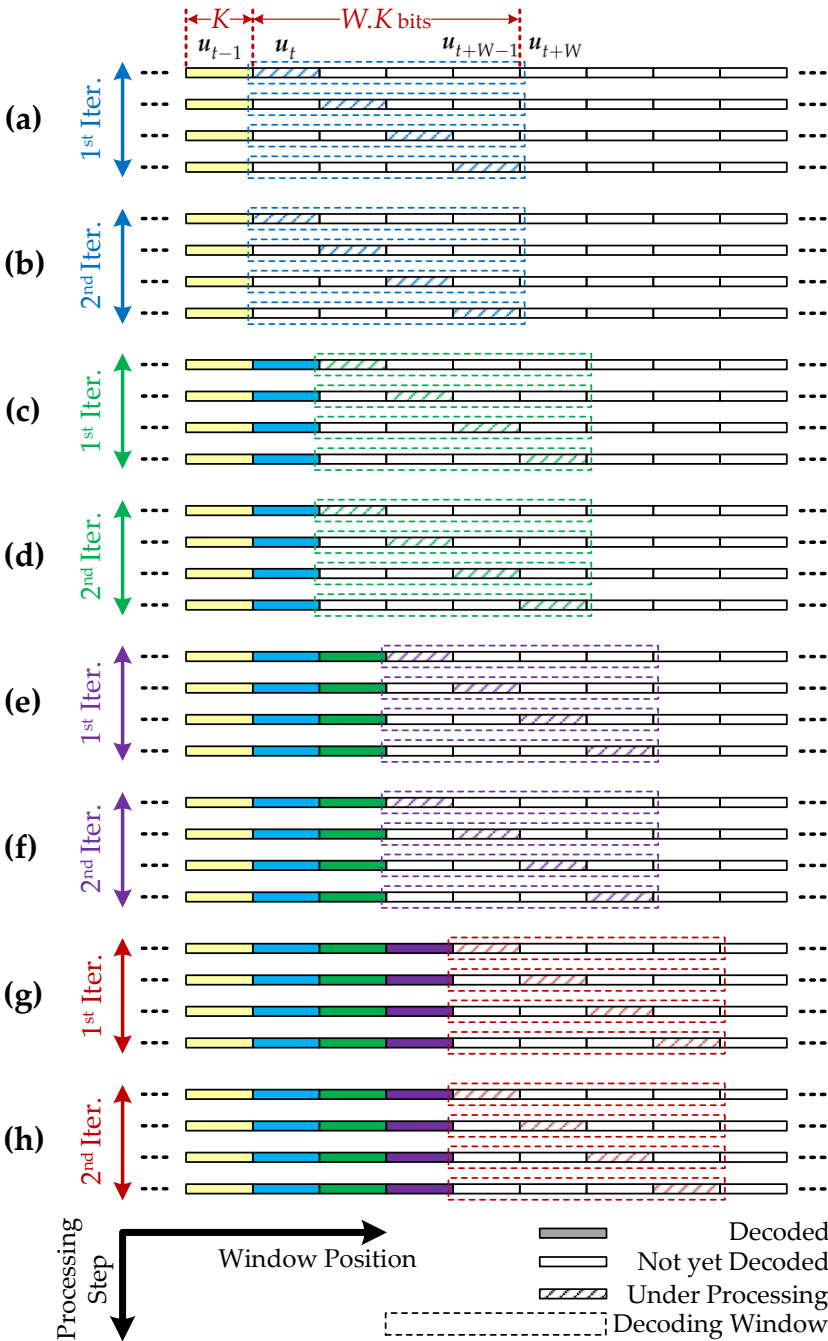 K W.K bits
u_{t−1} u_t u_{t+W−1} u_{t+W}
(a) 1st Iter.
(b) 2nd Iter.
(c) 1st Iter.
(d) 2nd Iter.
(e) 1st Iter.
(f) 2nd Iter.
(g) 1st Iter.
(h) 2nd Iter.
Processing
Step
Window Position
Decoded
Not yet Decoded
Under Processing
Decoding Window